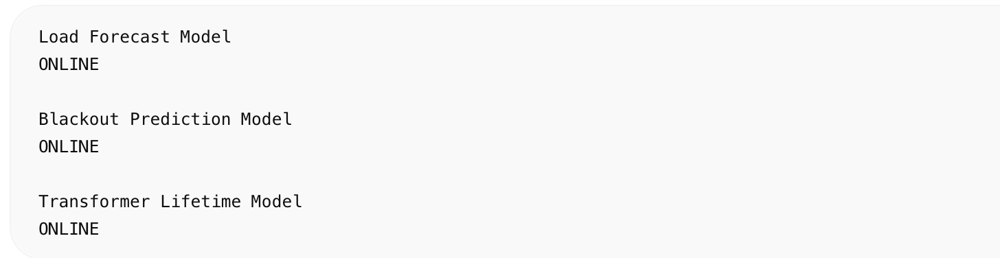 Load Forecast Model
ONLINE
Blackout Prediction Model
ONLINE
Transformer Lifetime Model
ONLINE